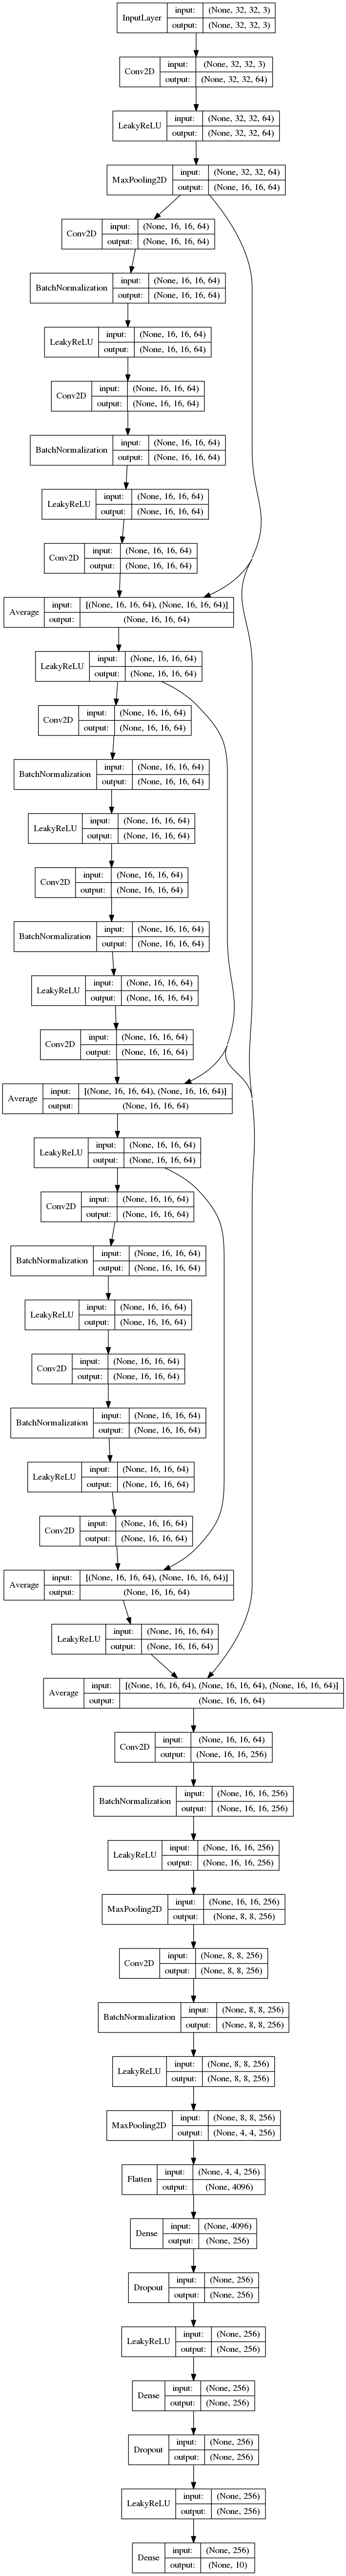 InputLayer input: (None, 32, 32, 3)
output: (None, 32, 32, 3)
Conv2D input: (None, 32, 32, 3)
output: (None, 32, 32, 64)
LeakyReLU input: (None, 32, 32, 64)
output: (None, 32, 32, 64)
MaxPooling2D input: (None, 32, 32, 64)
output: (None, 16, 16, 64)
Conv2D input: (None, 16, 16, 64)
output: (None, 16, 16, 64)
BatchNormalization input: (None, 16, 16, 64)
output: (None, 16, 16, 64)
LeakyReLU input: (None, 16, 16, 64)
output: (None, 16, 16, 64)
Conv2D input: (None, 16, 16, 64)
output: (None, 16, 16, 64)
BatchNormalization input: (None, 16, 16, 64)
output: (None, 16, 16, 64)
LeakyReLU input: (None, 16, 16, 64)
output: (None, 16, 16, 64)
Conv2D input: (None, 16, 16, 64)
output: (None, 16, 16, 64)
Average input: [(None, 16, 16, 64), (None, 16, 16, 64)]
output: (None, 16, 16, 64)
LeakyReLU input: (None, 16, 16, 64)
output: (None, 16, 16, 64)
Conv2D input: (None, 16, 16, 64)
output: (None, 16, 16, 64)
BatchNormalization input: (None, 16, 16, 64)
output: (None, 16, 16, 64)
LeakyReLU input: (None, 16, 16, 64)
output: (None, 16, 16, 64)
Conv2D input: (None, 16, 16, 64)
output: (None, 16, 16, 64)
BatchNormalization input: (None, 16, 16, 64)
output: (None, 16, 16, 64)
LeakyReLU input: (None, 16, 16, 64)
output: (None, 16, 16, 64)
Conv2D input: (None, 16, 16, 64)
output: (None, 16, 16, 64)
Average input: [(None, 16, 16, 64), (None, 16, 16, 64)]
output: (None, 16, 16, 64)
LeakyReLU input: (None, 16, 16, 64)
output: (None, 16, 16, 64)
Conv2D input: (None, 16, 16, 64)
output: (None, 16, 16, 64)
BatchNormalization input: (None, 16, 16, 64)
output: (None, 16, 16, 64)
LeakyReLU input: (None, 16, 16, 64)
output: (None, 16, 16, 64)
Conv2D input: (None, 16, 16, 64)
output: (None, 16, 16, 64)
BatchNormalization input: (None, 16, 16, 64)
output: (None, 16, 16, 64)
LeakyReLU input: (None, 16, 16, 64)
output: (None, 16, 16, 64)
Conv2D input: (None, 16, 16, 64)
output: (None, 16, 16, 64)
Average input: [(None, 16, 16, 64), (None, 16, 16, 64)]
output: (None, 16, 16, 64)
LeakyReLU input: (None, 16, 16, 64)
output: (None, 16, 16, 64)
Average input: [(None, 16, 16, 64), (None, 16, 16, 64), (None, 16, 16, 64)]
output: (None, 16, 16, 64)
Conv2D input: (None, 16, 16, 64)
output: (None, 16, 16, 256)
BatchNormalization input: (None, 16, 16, 256)
output: (None, 16, 16, 256)
LeakyReLU input: (None, 16, 16, 256)
output: (None, 16, 16, 256)
MaxPooling2D input: (None, 16, 16, 256)
output: (None, 8, 8, 256)
Conv2D input: (None, 8, 8, 256)
output: (None, 8, 8, 256)
BatchNormalization input: (None, 8, 8, 256)
output: (None, 8, 8, 256)
LeakyReLU input: (None, 8, 8, 256)
output: (None, 8, 8, 256)
MaxPooling2D input: (None, 8, 8, 256)
output: (None, 4, 4, 256)
Flatten input: (None, 4, 4, 256)
output: (None, 4096)
Dense input: (None, 4096)
output: (None, 256)
Dropout input: (None, 256)
output: (None, 256)
LeakyReLU input: (None, 256)
output: (None, 256)
Dense input: (None, 256)
output: (None, 256)
Dropout input: (None, 256)
output: (None, 256)
LeakyReLU input: (None, 256)
output: (None, 256)
Dense input: (None, 256)
output: (None, 10)